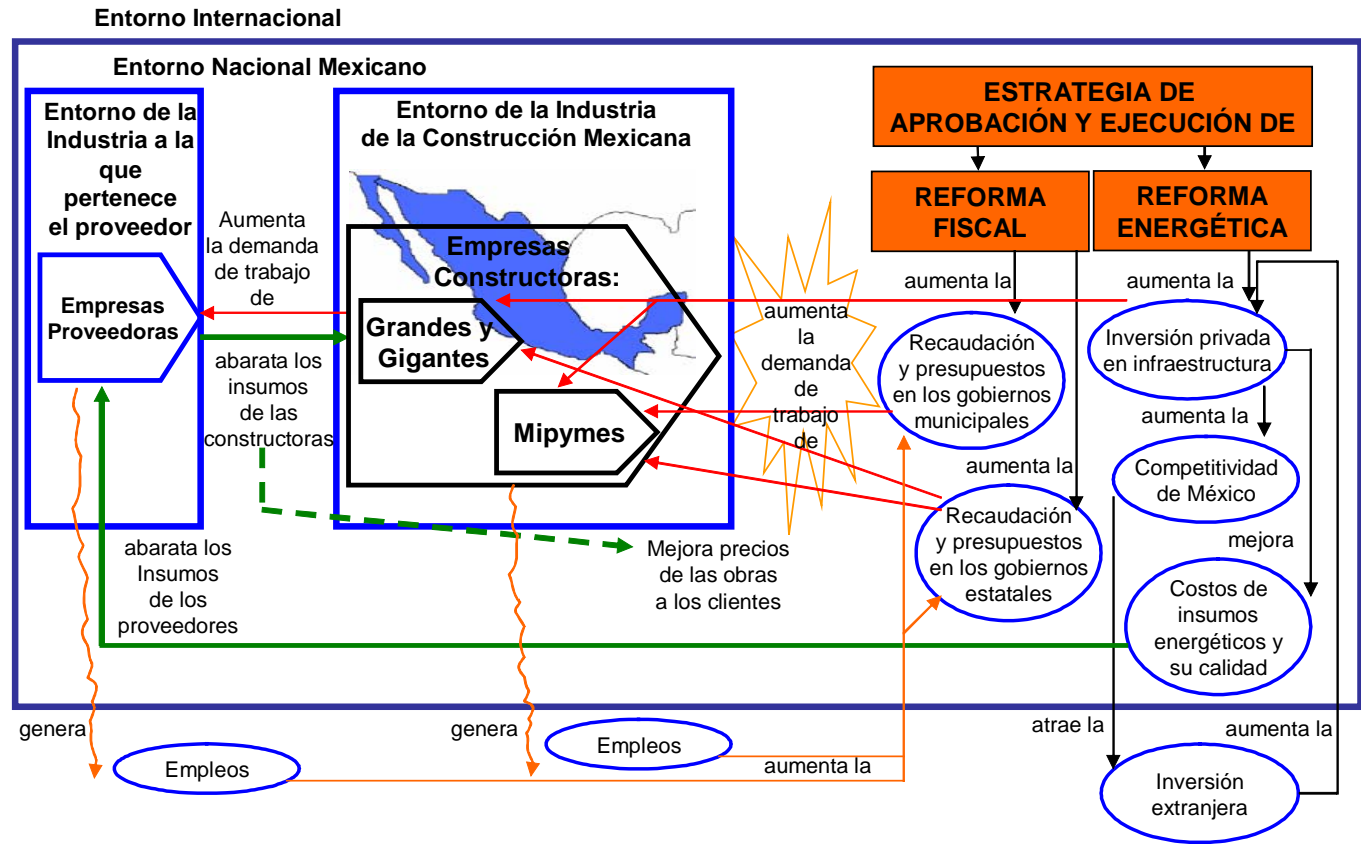 Entorno Internacional
Entorno Nacional Mexicano
Entorno de la
Industria a la
que
pertenece
el proveedor
Empresas
Proveedoras
Aumenta
la demanda
de trabajo
de
abarata los
insumos
de las
constructoras
Entorno de la Industria
de la Construcción Mexicana
Empresas
Constructoras:
Grandes y
Gigantes
Mipymes
aumenta
la
demanda
de
trabajo
de
ESTRATEGIA DE
APROBACIÓN Y EJECUCIÓN DE
REFORMA
FISCAL
REFORMA
ENERGÉTICA
aumenta la
aumenta la
Recaudación
y presupuestos
en los gobiernos
municipales
Inversión privada
en infraestructura
aumenta la
aumenta la
Competitividad
de México
Recaudación
y presupuestos
en los gobiernos
estatales
mejora
Costos de
insumos
energéticos y
su calidad
abarata los
Insumos
de los
proveedores
Mejora precios
de las obras
a los clientes
genera
Empleos
genera
Empleos
aumenta la
atrae la
aumenta la
Inversión
extranjera